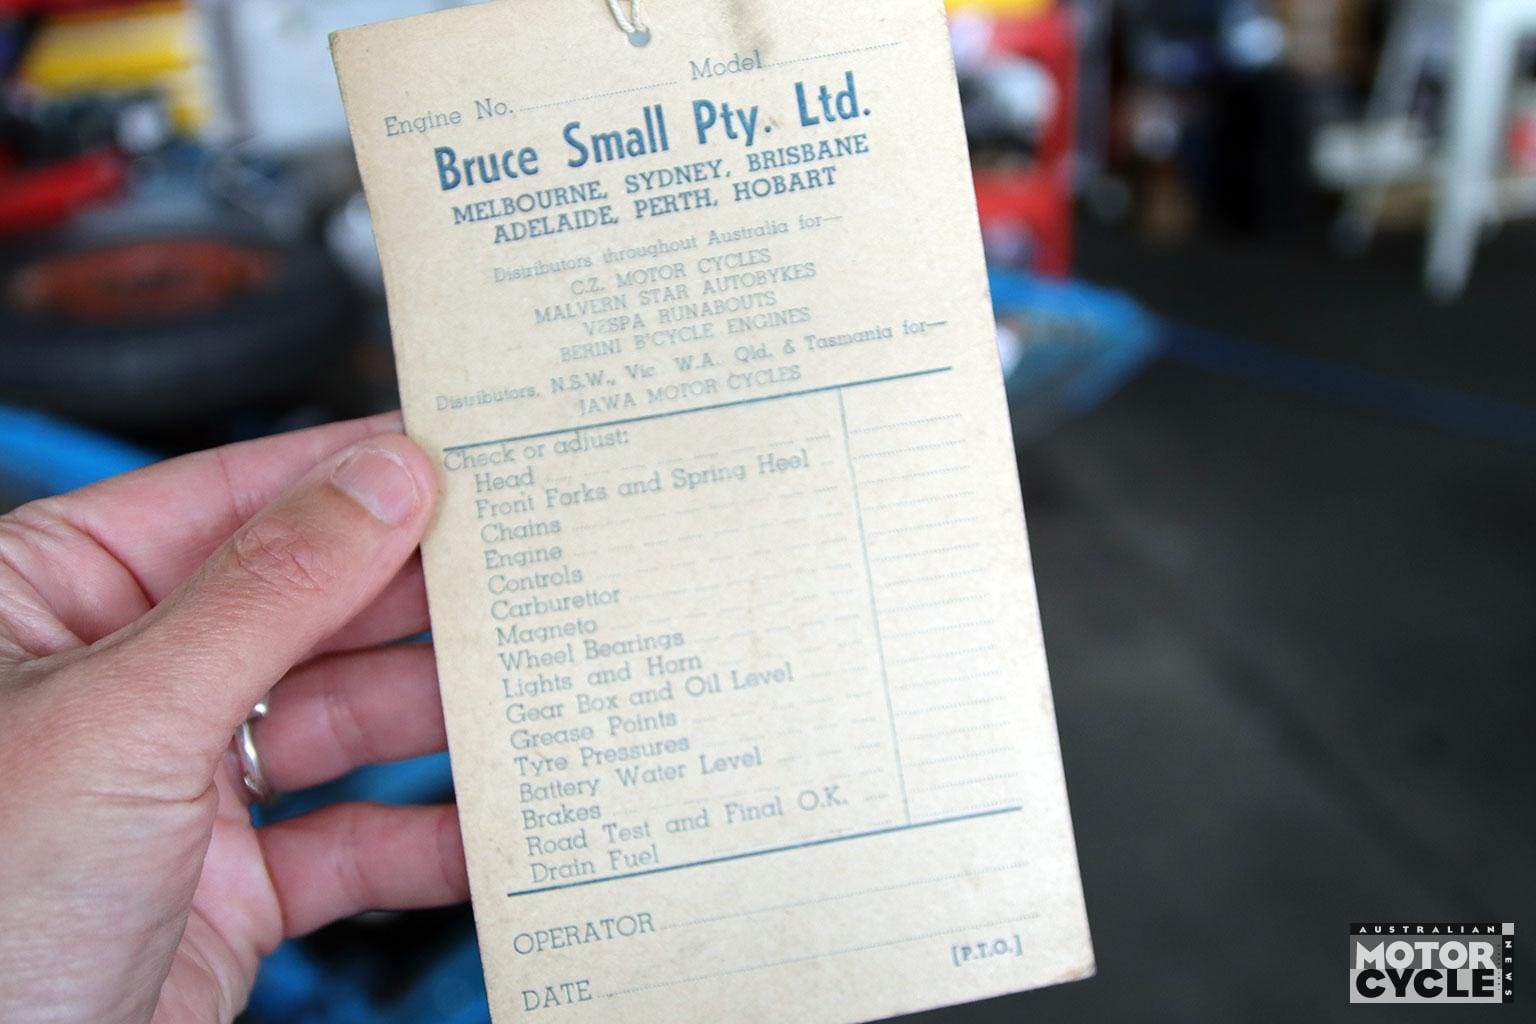 Engine No. Model
Bruce Small Pty. Ltd.
MELBOURNE, SYDNEY, BRISBANE
ADELAIDE, PERTH, HOBART
Distributors throughout Australia for—
C.Z. MOTOR CYCLES
MALVERN STAR AUTOBYKES
VESPA RUNABOUTS
BERINI B'CYCLE ENGINES
Distributors, N.S.W., Vic W.A. Qld. & Tasmania for—
JAWA MOTOR CYCLES
Check or adjust:
Head
Front Forks and Spring Heel
Chains
Engine
Controls
Carburettor
Magneto
Wheel Bearings
Lights and Horn
Gear Box and Oil Level
Grease Points
Tyre Pressures
Battery Water Level
Brakes
Road Test and Final O.K.
Drain Fuel
OPERATOR
DATE
[P.T.O.]
AUSTRALIAN
MOTOR
CYCLE
NEWS